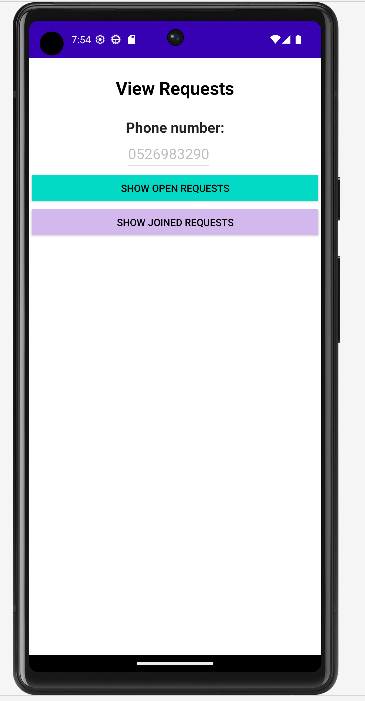 7:54
View Requests
Phone number:
0526983290
SHOW OPEN REQUESTS
SHOW JOINED REQUESTS